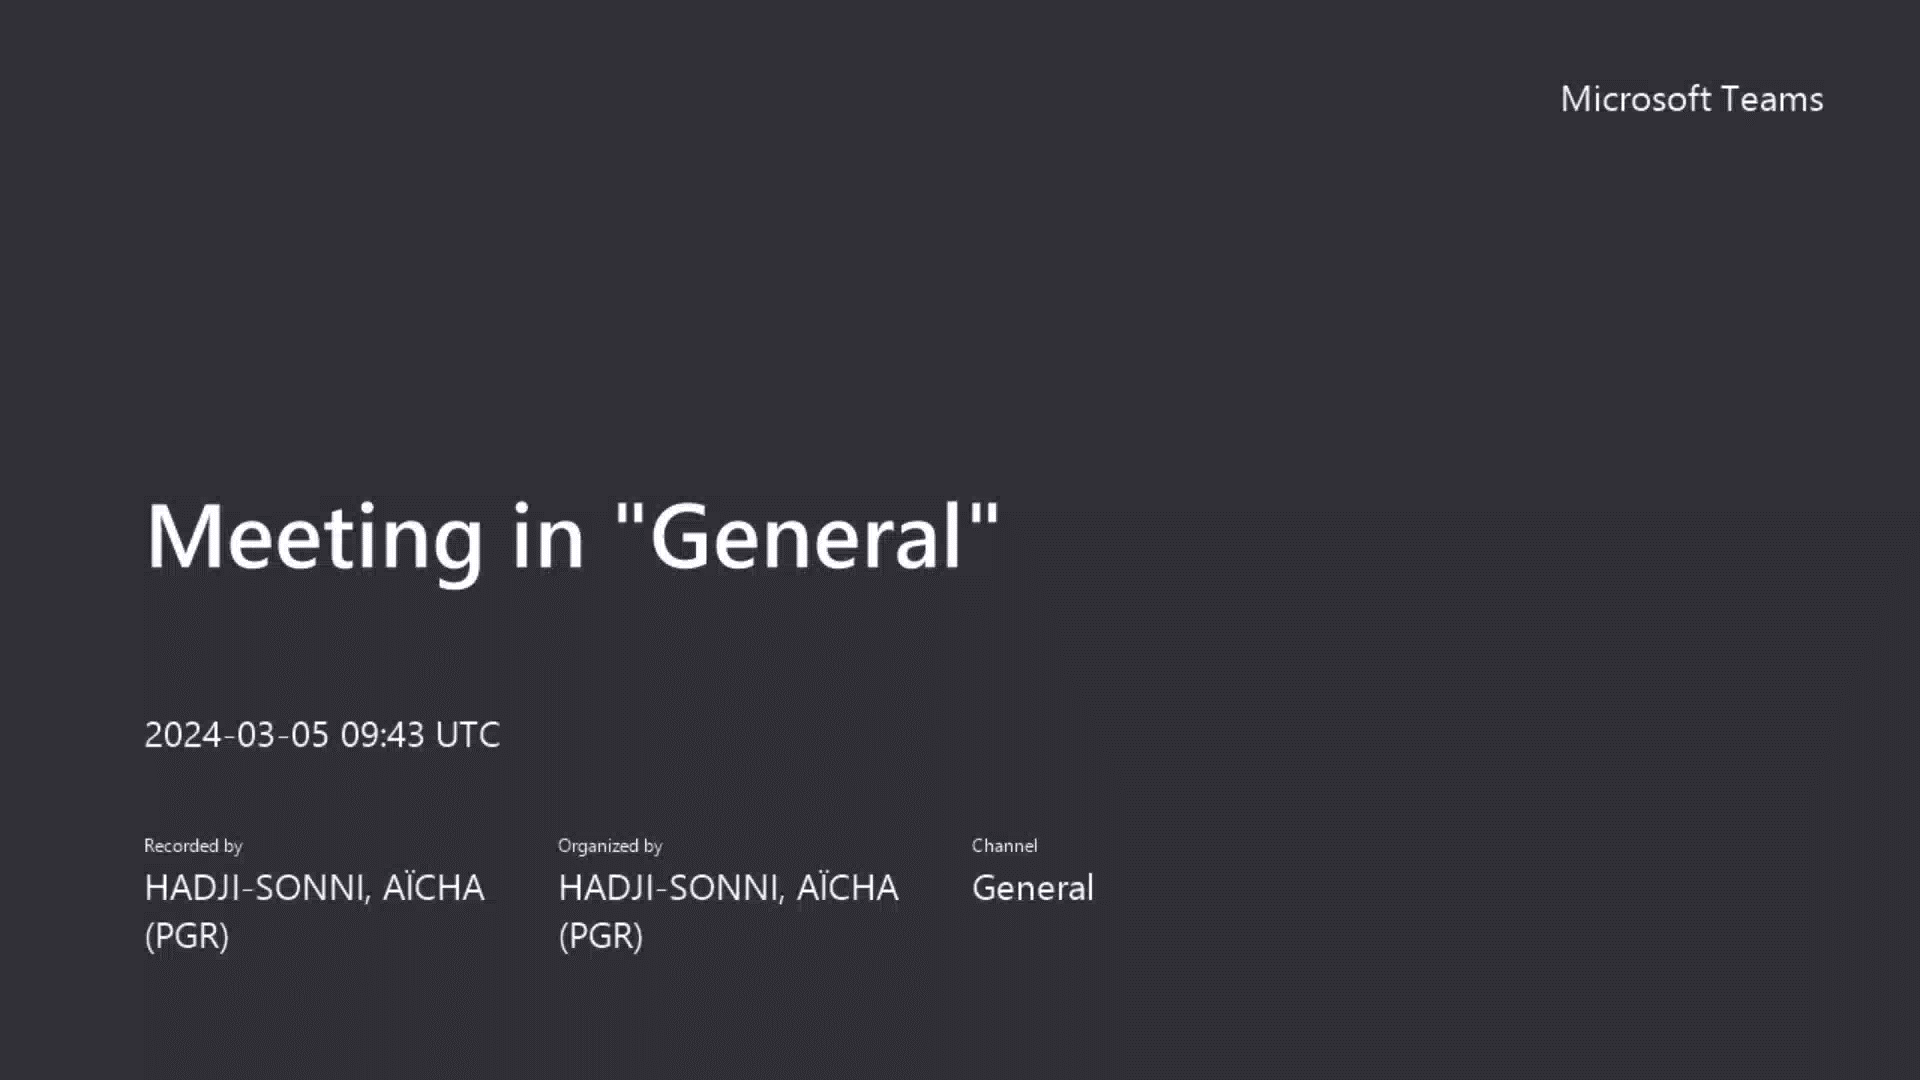 Microsoft Teams
Meeting in "General"
2024-03-05 09:43 UTC
Recorded by
HADJI-SONNI, AÏCHA
(PGR)
Organized by
HADJI-SONNI, AÏCHA
(PGR)
Channel
General